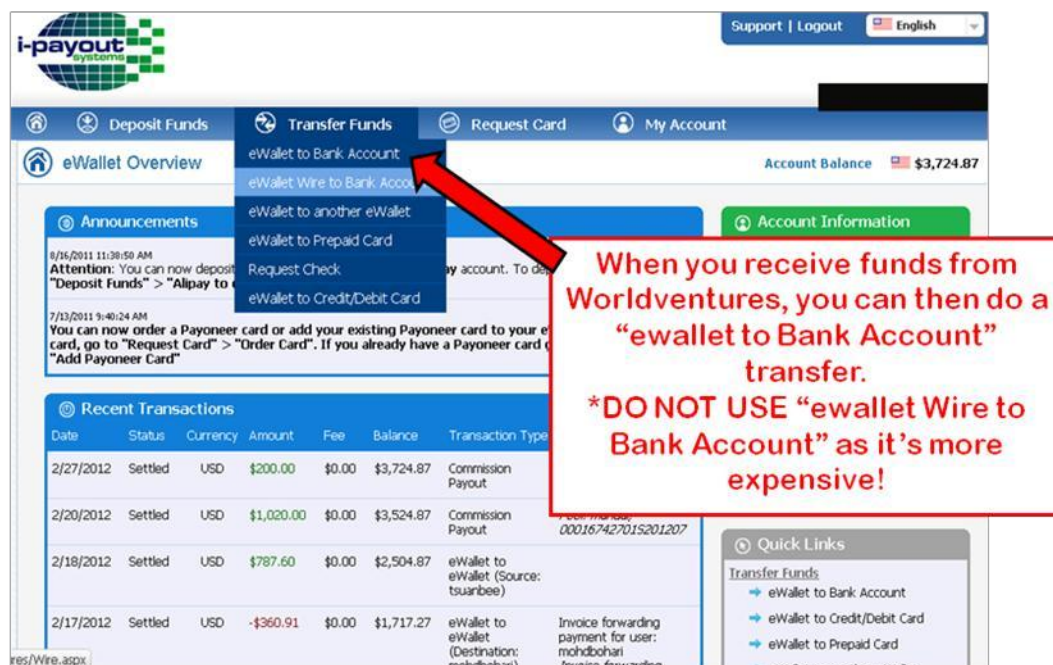 i-payout
systems
Support | Logout
English
Deposit Funds
Transfer Funds
Request Card
My Account
eWallet Overview
Account Balance
$3,724.87
eWallet to Bank Account
eWallet Wire to Bank Accou
eWallet to another eWallet
eWallet to Prepaid Card
Request Check
eWallet to Credit/Debit Card
Announcements
8/16/2011 11:38:50 AM
Attention: You can now deposit
ay account. To de
"Deposit Funds" > "Alipay to
7/13/2011 9:40:24 AM
You can now order a Payoneer card or add your existing Payoneer card to your e
card, go to "Request Card" > "Order Card". If you already have a Payoneer card
"Add Payoneer Card"
Account Information
When you receive funds from
Worldventures, you can then do a
“ewallet to Bank Account”
transfer.
*DO NOT USE “ewallet Wire to
Bank Account” as it’s more
expensive!
Recent Transactions
Date Status Currency Amount Fee Balance Transaction Type
2/27/2012 Settled USD $200.00 $0.00 $3,724.87 Commission
Payout
2/20/2012 Settled USD $1,020.00 $0.00 $3,524.87 Commission
Payout
00016742701S201207
2/18/2012 Settled USD $787.60 $0.00 $2,504.87 eWallet to
eWallet (Source:
tsuanbee)
2/17/2012 Settled USD -$360.91 $0.00 $1,717.27 eWallet to Invoice forwarding
eWallet payment for user:
(Destination: mohdbohari
Quick Links
Transfer Funds
eWallet to Bank Account
eWallet to Credit/Debit Card
eWallet to Prepaid Card
res/Wire.aspx